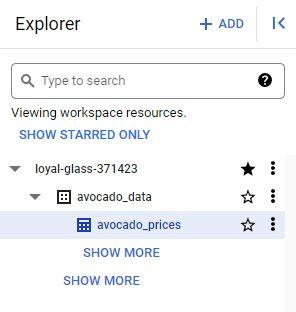 Explorer
+ ADD
Type to search
Viewing workspace resources.
SHOW STARRED ONLY
loyal-glass-371423
avocado_data
avocado_prices
SHOW MORE
SHOW MORE